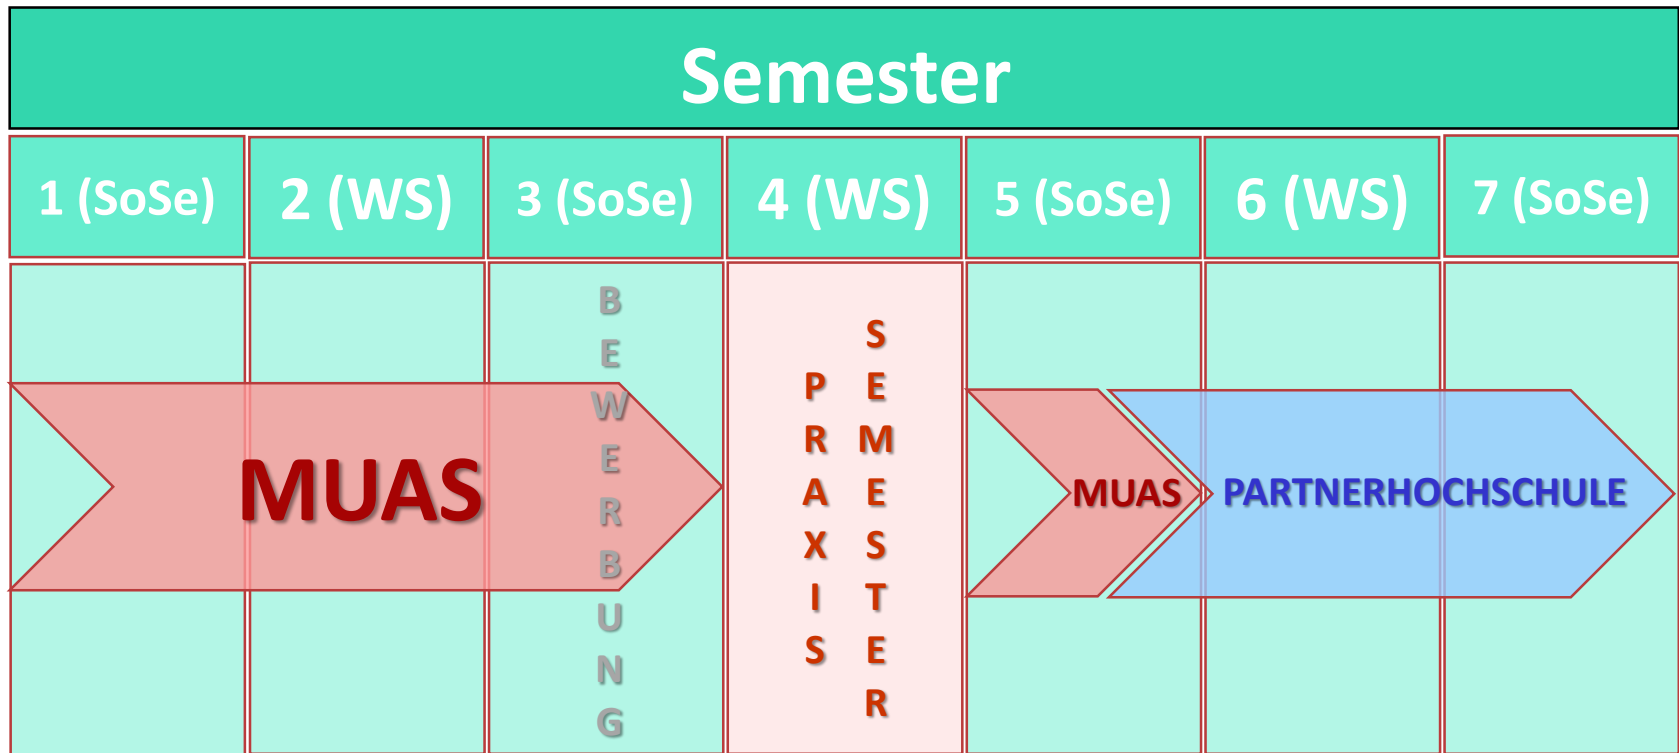 Semester
1 (SoSe)
2 (WS)
3 (SoSe)
4 (WS)
5 (SoSe)
6 (WS)
7 (SoSe)
MUAS
BEWERBUNG
PRAXIS
SEMESTER
MUAS
PARTNERHOCHSCHULE